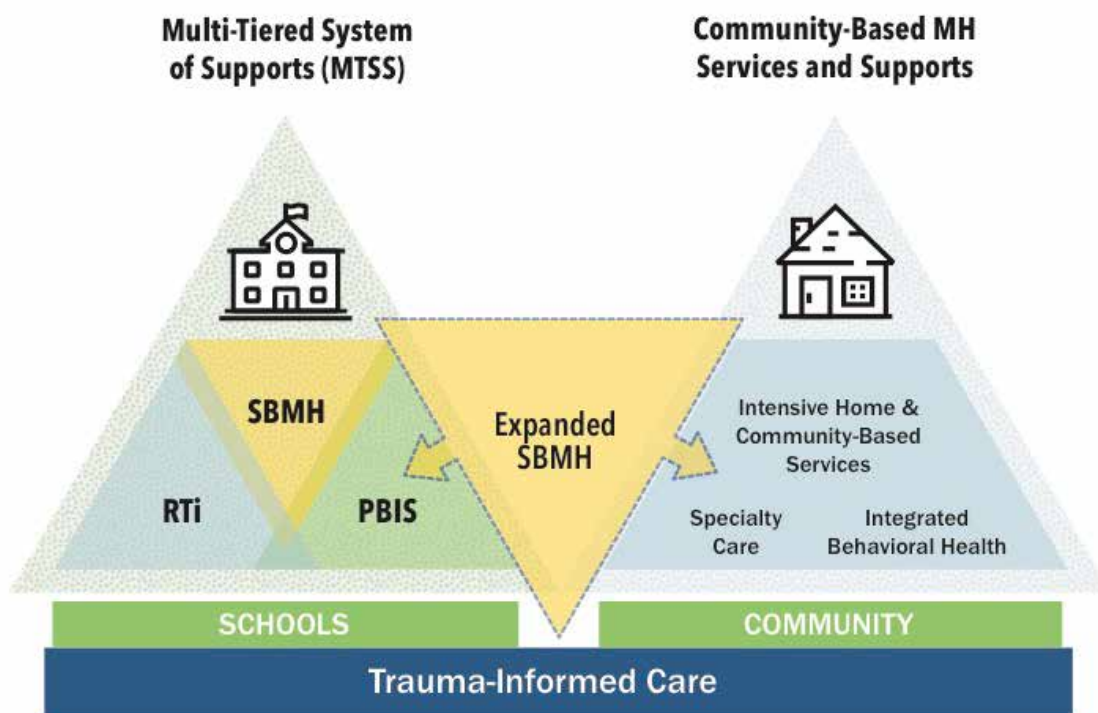 Multi-Tiered System
of Supports (MTSS)
Community-Based MH
Services and Supports
SBMH
RTi
PBIS
Expanded
SBMH
Intensive Home &
Community-Based
Services
Specialty
Care
Integrated
Behavioral Health
SCHOOLS
COMMUNITY
Trauma-Informed Care